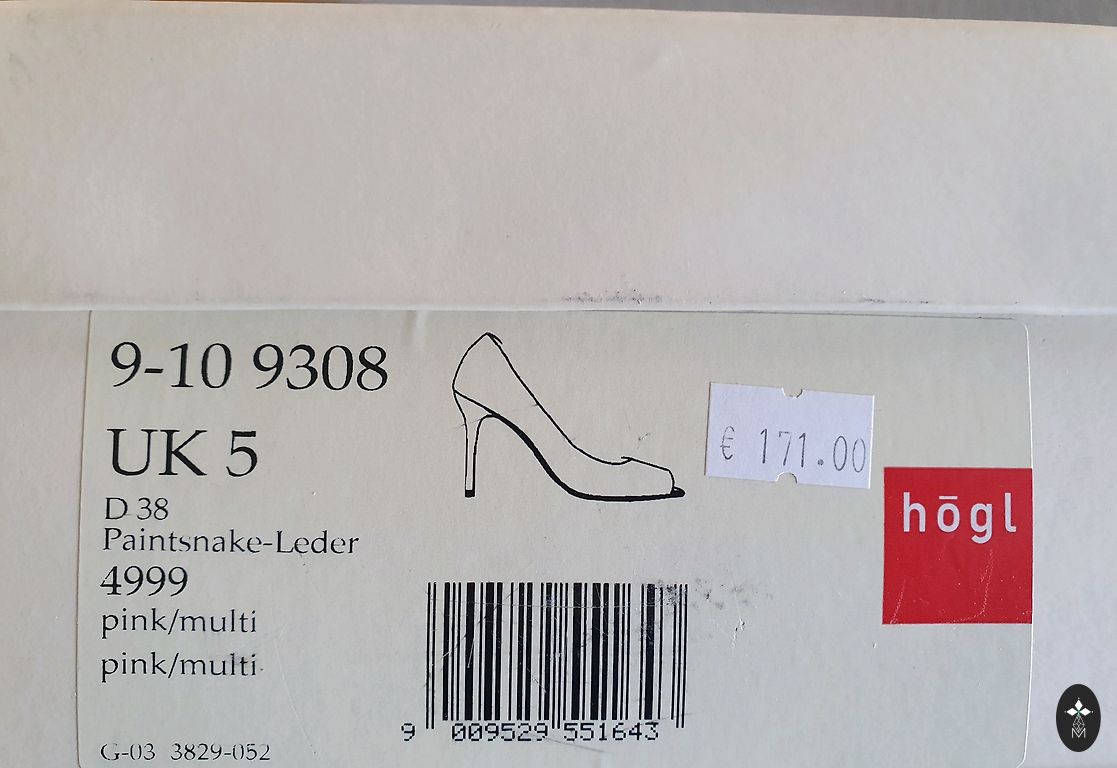 9-10 9308
UK 5
D 38
Paintsnake-Leder
4999
pink/multi
pink/multi
G-03 3829-052
€ 171.00
hōgl
9 009529 551643
M